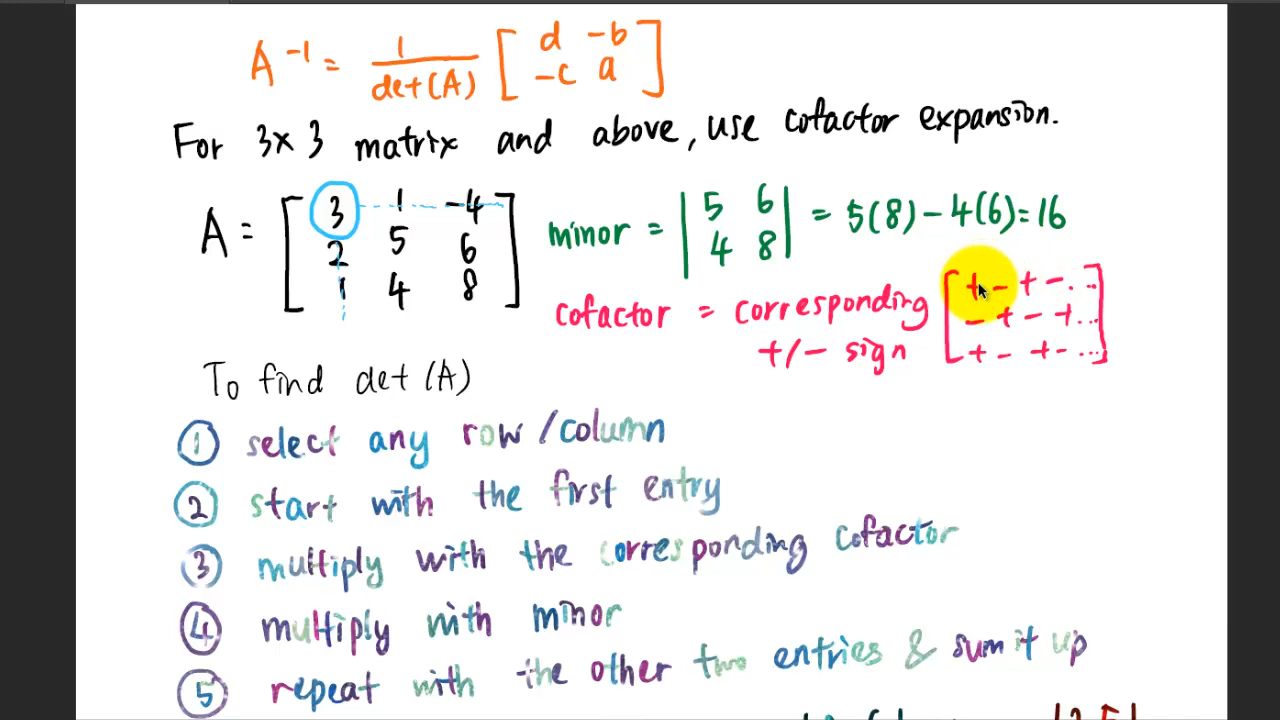 A⁻¹ = 1/det(A) [ d -b
-c a ]
For 3x3 matrix and above, use cofactor expansion.
A = [ 3 1 -4
2 5 6
1 4 8 ]
minor = | 5 6
4 8 | = 5(8) - 4(6) = 16
cofactor = corresponding
+/- sign
[ + - + - . . .
- + - + . . .
+ - + - . . . ]
To find det (A)
① select any row /column
② start with the first entry
③ multiply with the corresponding cofactor
④ multiply with minor
⑤ repeat with the other two entries & sum it up